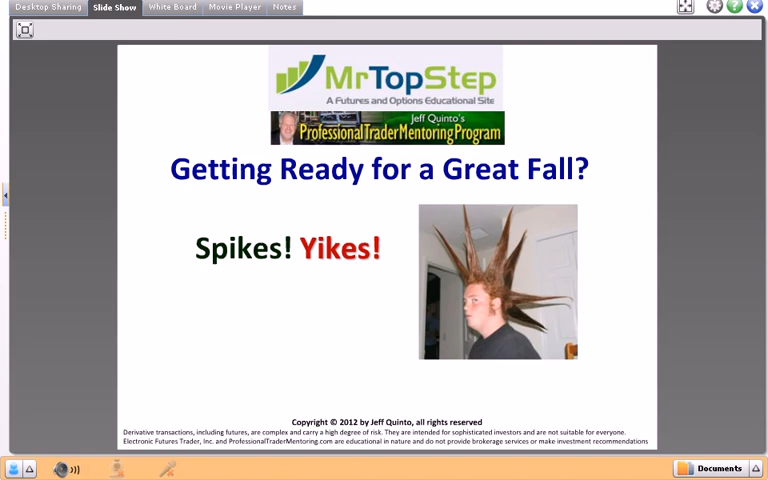 Desktop Sharing
Slide Show
White Board
Movie Player
Notes
MrTopStep
A Futures and Options Educational Site
Jeff Quinto's
ProfessionalTraderMentoringProgram
Getting Ready for a Great Fall?
Spikes! Yikes!
Copyright © 2012 by Jeff Quinto, all rights reserved
Derivative transactions, including futures, are complex and carry a high degree of risk. They are intended for sophisticated investors and are not suitable for everyone.
Electronic Futures Trader, Inc. and ProfessionalTraderMentoring.com are educational in nature and do not provide brokerage services or make investment recommendations
Documents